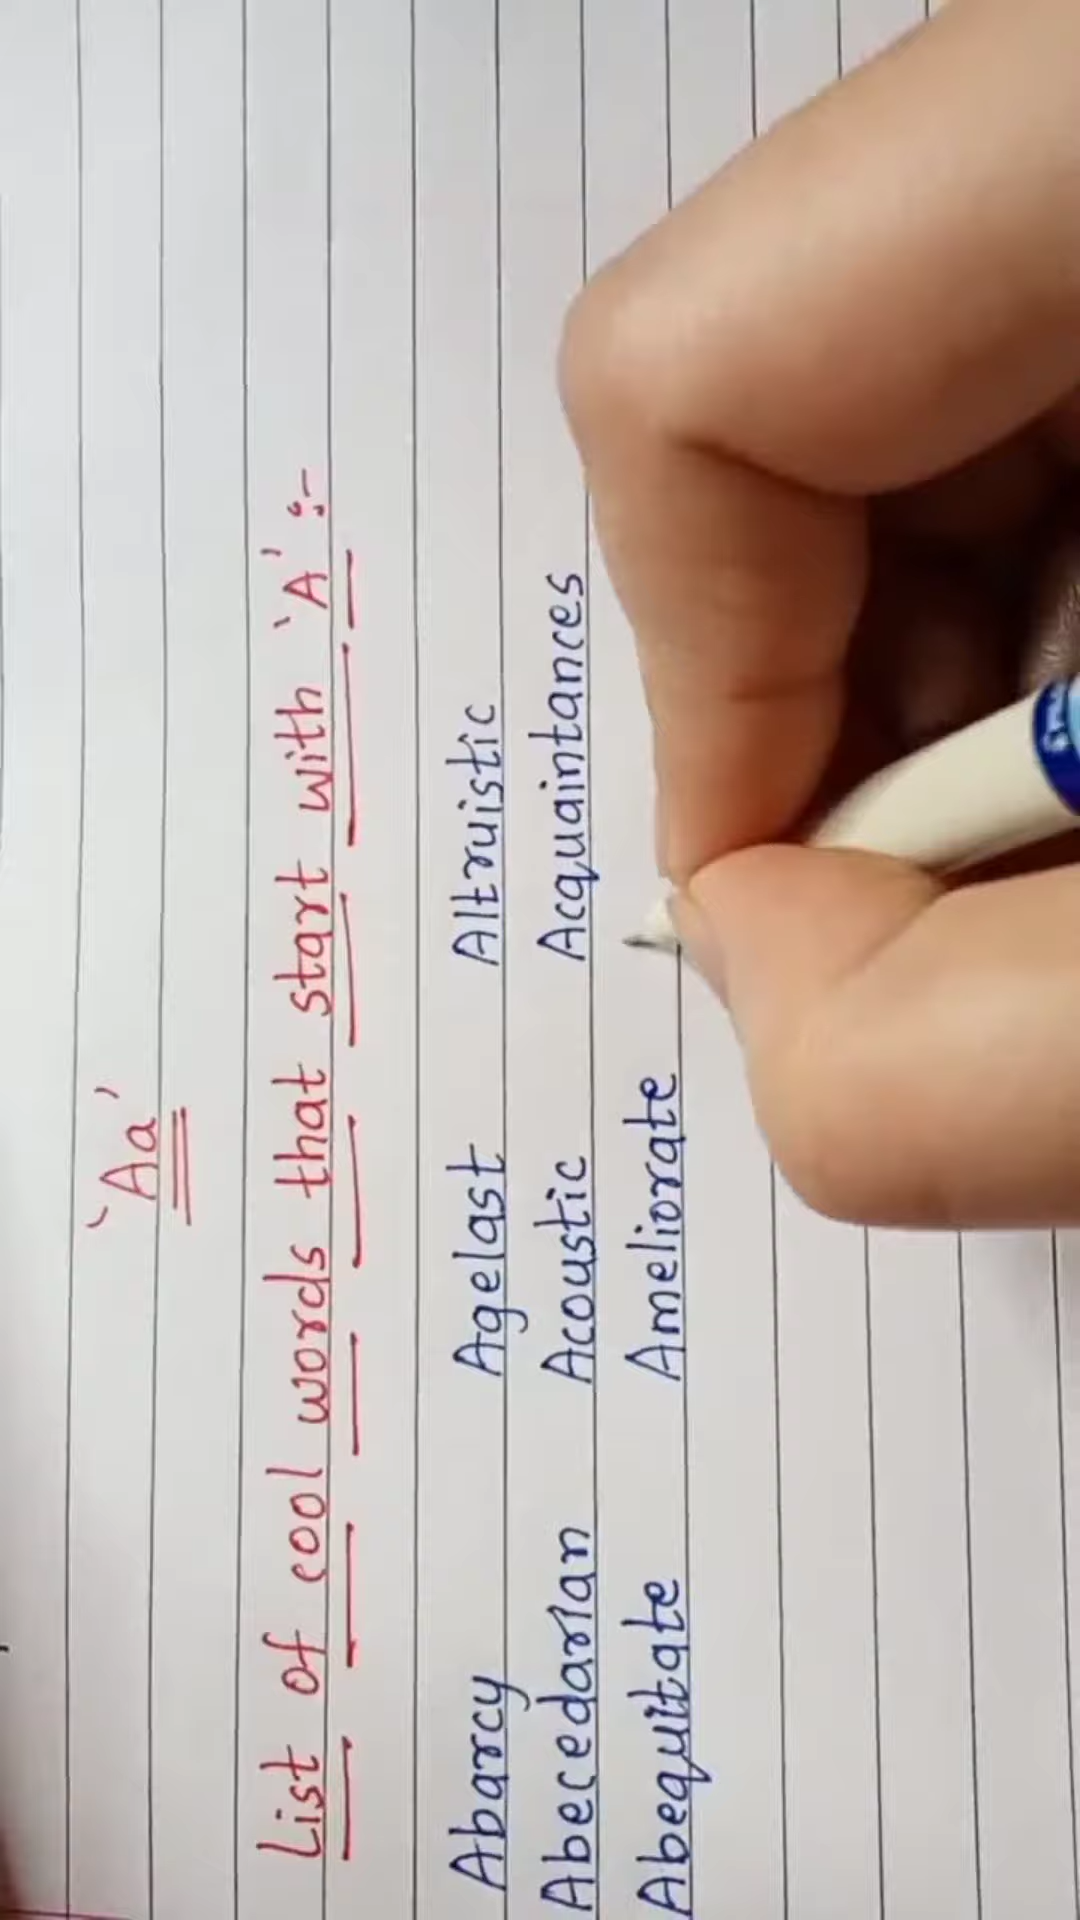 'Aa'
List of cool words that start with 'A' :-
Abarcy Agelast Altruistic
Abecedarian Acoustic Acquaintances
Abequitate Ameliorate